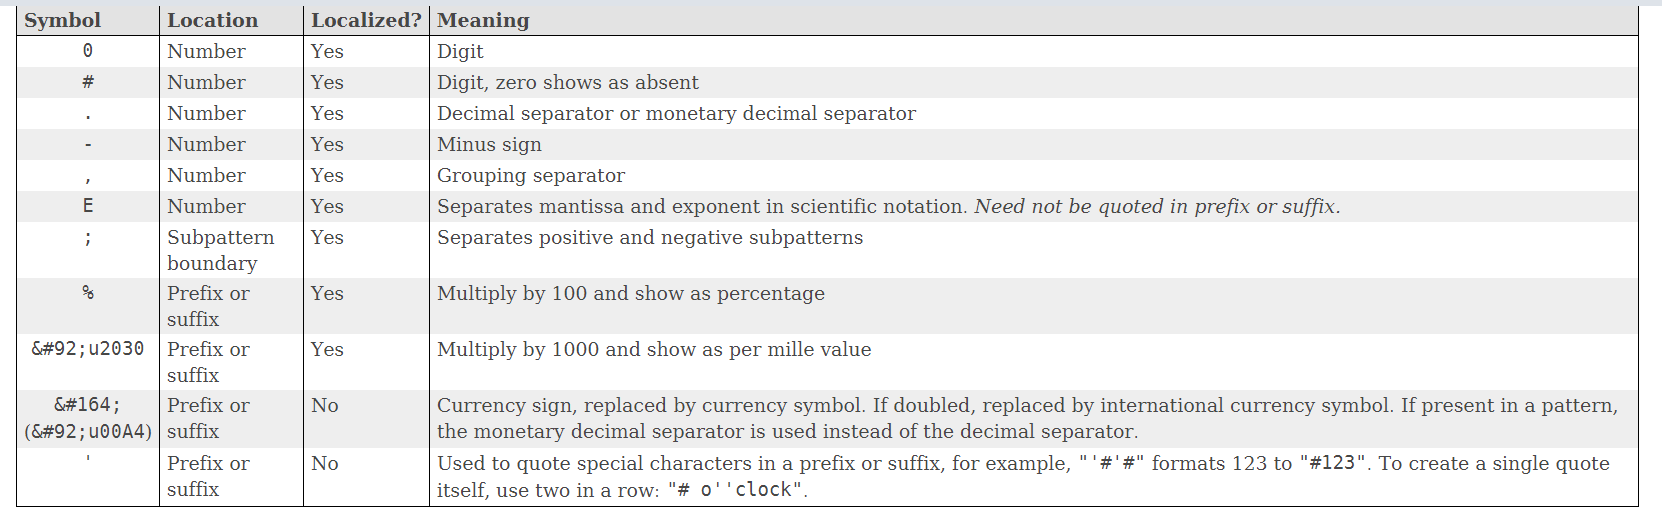 Symbol Location Localized? Meaning
0 Number Yes Digit
# Number Yes Digit, zero shows as absent
. Number Yes Decimal separator or monetary decimal separator
- Number Yes Minus sign
, Number Yes Grouping separator
E Number Yes Separates mantissa and exponent in scientific notation. Need not be quoted in prefix or suffix.
; Subpattern Yes Separates positive and negative subpatterns
boundary
% Prefix or Yes Multiply by 100 and show as percentage
suffix
&#92;u2030 Prefix or Yes Multiply by 1000 and show as per mille value
suffix
&#164; Prefix or No Currency sign, replaced by currency symbol. If doubled, replaced by international currency symbol. If present in a pattern,
(&#92;u00A4) suffix the monetary decimal separator is used instead of the decimal separator.
' Prefix or No Used to quote special characters in a prefix or suffix, for example, "'#'#" formats 123 to "#123". To create a single quote
suffix itself, use two in a row: "# o''clock".